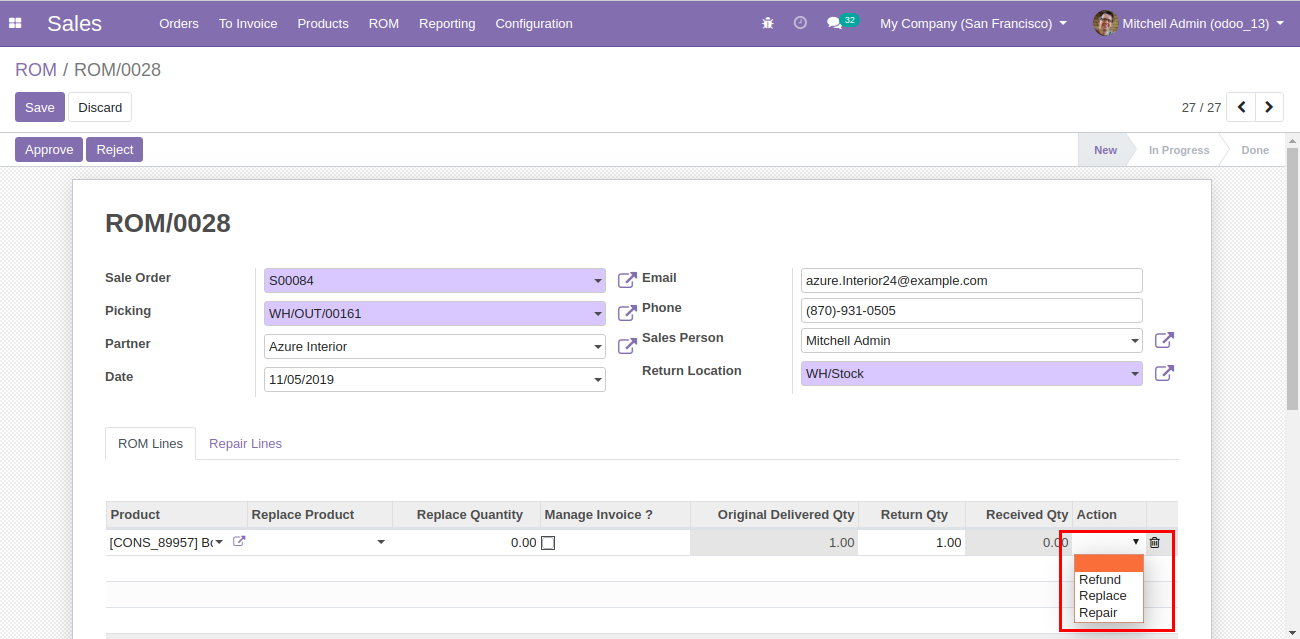 Sales Orders To Invoice Products ROM Reporting Configuration 32 My Company (San Francisco) Mitchell Admin (odoo_13)
ROM / ROM/0028
Save Discard 27 / 27
Approve Reject New In Progress Done
ROM/0028
Sale Order S00084 Email azure.Interior24@example.com
Picking WH/OUT/00161 Phone (870)-931-0505
Partner Azure Interior Sales Person Mitchell Admin
Date 11/05/2019 Return Location WH/Stock
ROM Lines Repair Lines
Product Replace Product Replace Quantity Manage Invoice ? Original Delivered Qty Return Qty Received Qty Action
[CONS_89957] 0.00 1.00 1.00 0.00
Refund
Replace
Repair